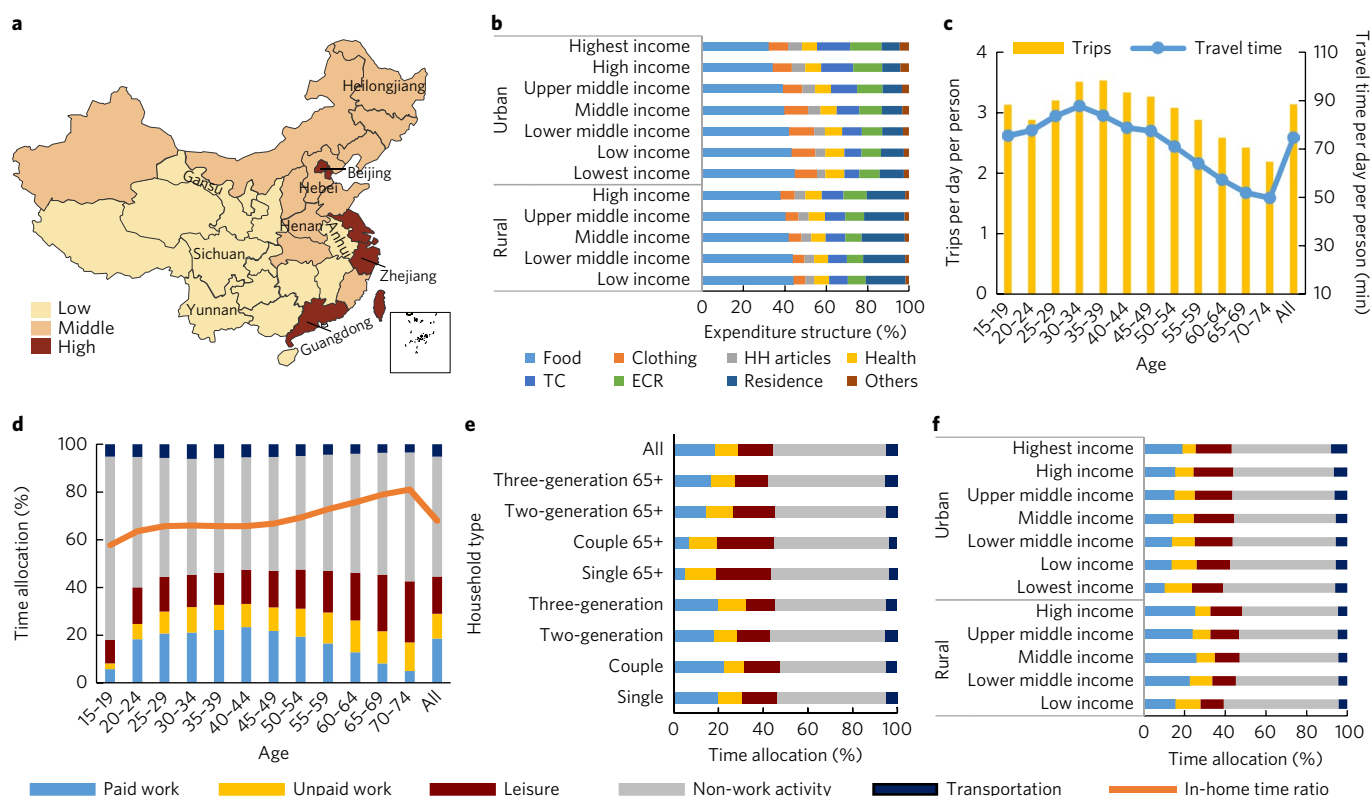 a
Heilongjiang
Beijing
Gansu
Hebei
Henan
Anhui
Sichuan
Zhejiang
Yunnan
Guangdong
Low
Middle
High
b
Urban
Highest income
High income
Upper middle income
Middle income
Lower middle income
Low income
Lowest income
Rural
High income
Upper middle income
Middle income
Lower middle income
Low income
0 20 40 60 80 100
Expenditure structure (%)
Food Clothing HH articles Health
TC ECR Residence Others
c
Trips Travel time
Trips per day per person
4
3
2
1
0
Travel time per day per person (min)
110
90
70
50
30
10
15–19 20–24 25–29 30–34 35–39 40–44 45–49 50–54 55–59 60–64 65–69 70–74 All
Age
d
Time allocation (%)
100
80
60
40
20
0
15–19 20–24 25–29 30–34 35–39 40–44 45–49 50–54 55–59 60–64 65–69 70–74 All
Age
e
Household type
All
Three-generation 65+
Two-generation 65+
Couple 65+
Single 65+
Three-generation
Two-generation
Couple
Single
0 20 40 60 80 100
Time allocation (%)
f
Urban
Highest income
High income
Upper middle income
Middle income
Lower middle income
Low income
Lowest income
Rural
High income
Upper middle income
Middle income
Lower middle income
Low income
0 20 40 60 80 100
Time allocation (%)
Paid work Unpaid work Leisure Non-work activity Transportation In-home time ratio